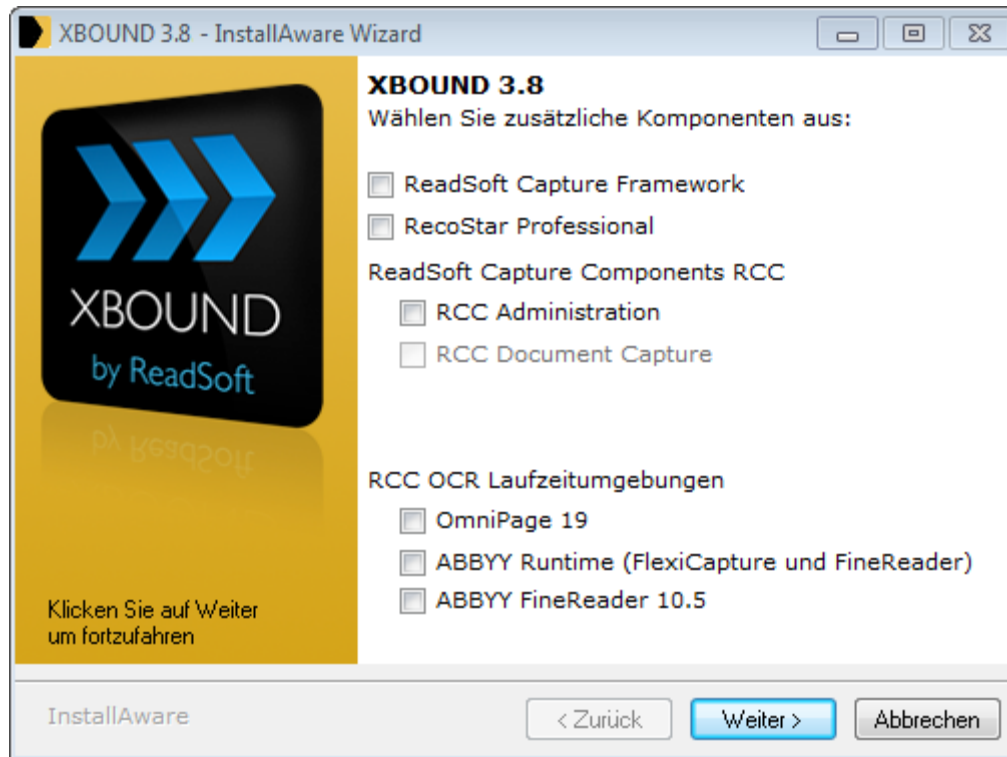 XBOUND 3.8 - InstallAware Wizard
XBOUND
by ReadSoft
by ReadSoft
Klicken Sie auf Weiter
um fortzufahren
XBOUND 3.8
Wählen Sie zusätzliche Komponenten aus:
ReadSoft Capture Framework
RecoStar Professional
ReadSoft Capture Components RCC
RCC Administration
RCC Document Capture
RCC OCR Laufzeitumgebungen
OmniPage 19
ABBYY Runtime (FlexiCapture und FineReader)
ABBYY FineReader 10.5
InstallAware
< Zurück
Weiter >
Abbrechen